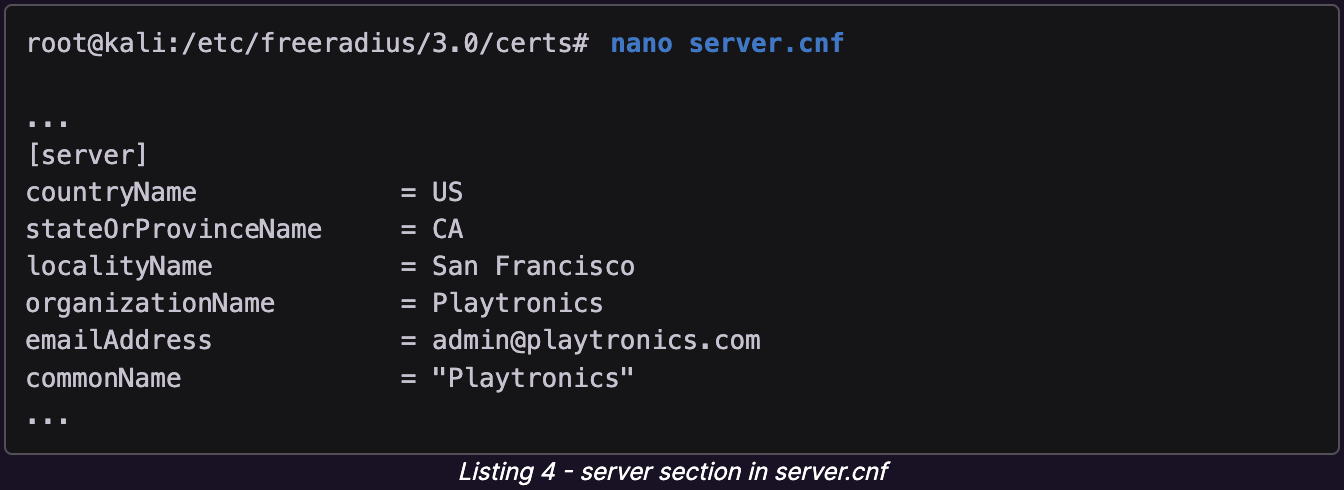 root@kali:/etc/freeradius/3.0/certs# nano server.cnf
...
[server]
countryName = US
stateOrProvinceName = CA
localityName = San Francisco
organizationName = Playtronics
emailAddress = admin@playtronics.com
commonName = "Playtronics"
...
Listing 4 - server section in server.cnf